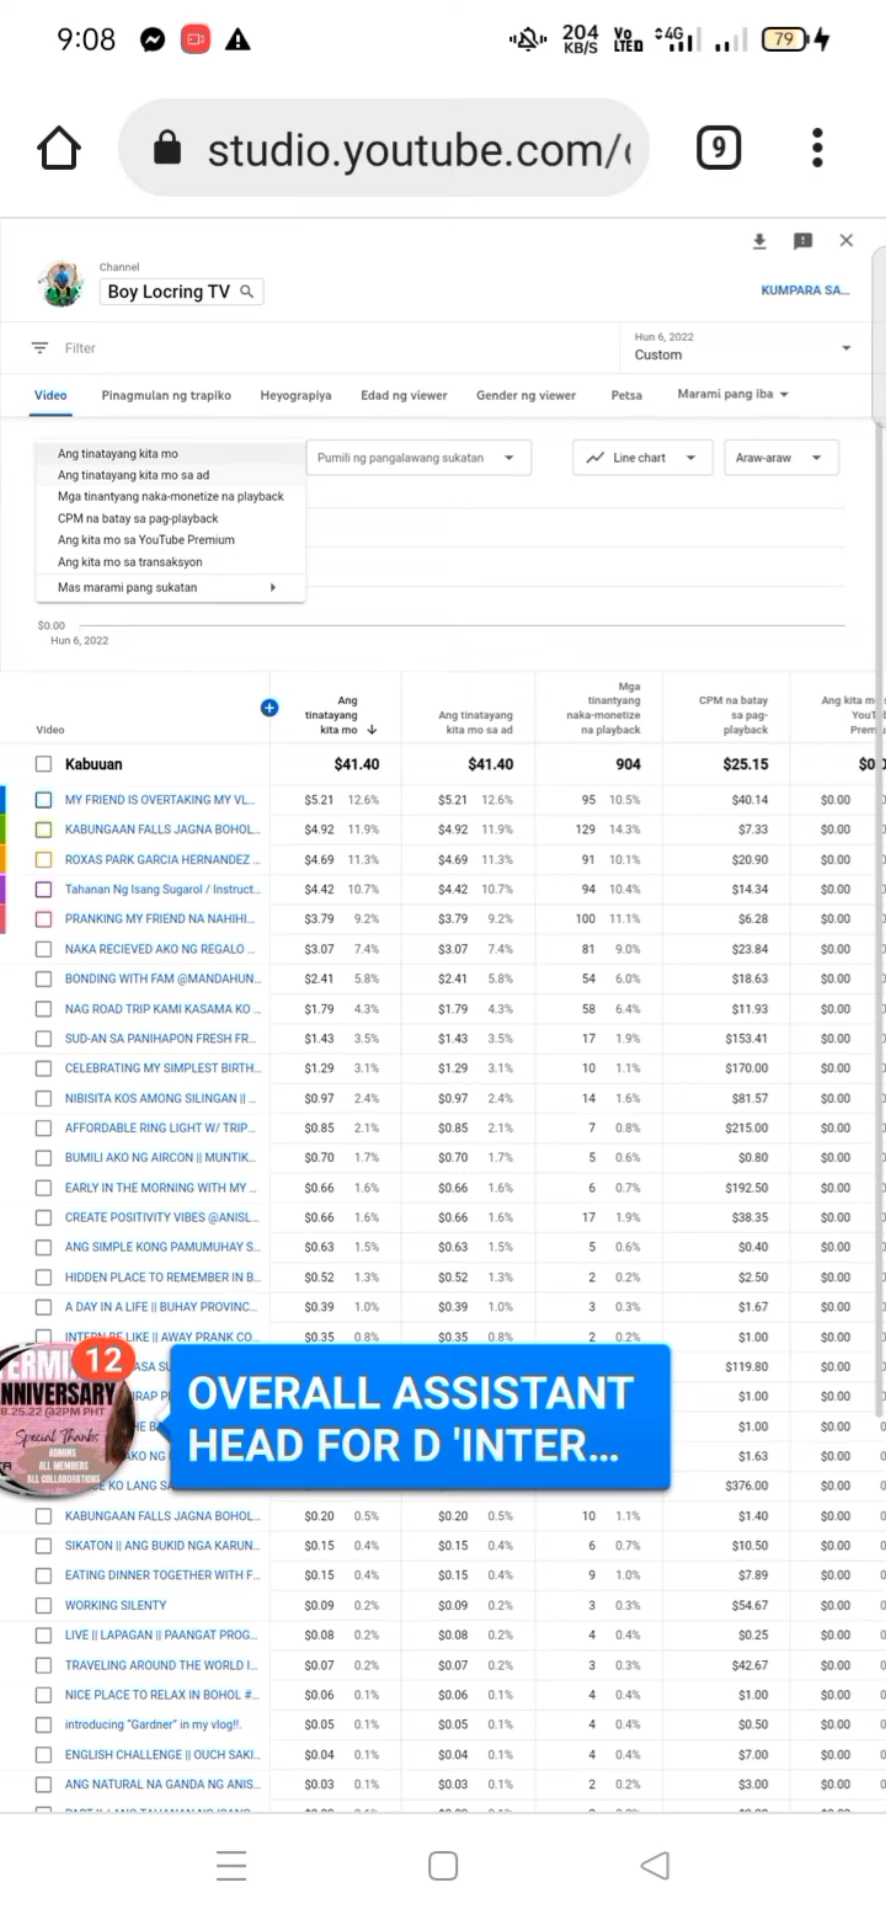 9:08
204 KB/S Vo LTED 4G 79
studio.youtube.com/
9
Channel
Boy Locring TV
KUMPARA SA...
Filter
Hun 6, 2022
Custom
Video Pinagmulan ng trapiko Heyograpiya Edad ng viewer Gender ng viewer Petsa Marami pang iba
Ang tinatayang kita mo
Ang tinatayang kita mo sa ad
Mga tinantyang naka-monetize na playback
CPM na batay sa pag-playback
Ang kita mo sa YouTube Premium
Ang kita mo sa transaksyon
Mas marami pang sukatan
Pumili ng pangalawang sukatan
Line chart
Araw-araw
$0.00
Hun 6, 2022
Video
Ang tinatayang kita mo
Ang tinatayang kita mo sa ad
Mga tinantyang naka-monetize na playback
CPM na batay sa pag-playback
Ang kita m
YouT
Prem
Kabuuan $41.40 $41.40 904 $25.15 $0
MY FRIEND IS OVERTAKING MY VL... $5.21 12.6% $5.21 12.6% 95 10.5% $40.14 $0.00
KABUNGAAN FALLS JAGNA BOHOL... $4.92 11.9% $4.92 11.9% 129 14.3% $7.33 $0.00
ROXAS PARK GARCIA HERNANDEZ ... $4.69 11.3% $4.69 11.3% 91 10.1% $20.90 $0.00
Tahanan Ng Isang Sugarol / Instruct... $4.42 10.7% $4.42 10.7% 94 10.4% $14.34 $0.00
PRANKING MY FRIEND NA NAHIHI... $3.79 9.2% $3.79 9.2% 100 11.1% $6.28 $0.00
NAKA RECIEVED AKO NG REGALO ... $3.07 7.4% $3.07 7.4% 81 9.0% $23.84 $0.00
BONDING WITH FAM @MANDAHUN... $2.41 5.8% $2.41 5.8% 54 6.0% $18.63 $0.00
NAG ROAD TRIP KAMI KASAMA KO ... $1.79 4.3% $1.79 4.3% 58 6.4% $11.93 $0.00
SUD-AN SA PANIHAPON FRESH FR... $1.43 3.5% $1.43 3.5% 17 1.9% $153.41 $0.00
CELEBRATING MY SIMPLEST BIRTH... $1.29 3.1% $1.29 3.1% 10 1.1% $170.00 $0.00
NIBISITA KOS AMONG SILINGAN || ... $0.97 2.4% $0.97 2.4% 14 1.6% $81.57 $0.00
AFFORDABLE RING LIGHT W/ TRIP... $0.85 2.1% $0.85 2.1% 7 0.8% $215.00 $0.00
BUMILI AKO NG AIRCON || MUNTIK... $0.70 1.7% $0.70 1.7% 5 0.6% $0.80 $0.00
EARLY IN THE MORNING WITH MY ... $0.66 1.6% $0.66 1.6% 6 0.7% $192.50 $0.00
CREATE POSITIVITY VIBES @ANISL... $0.66 1.6% $0.66 1.6% 17 1.9% $38.35 $0.00
ANG SIMPLE KONG PAMUMUHAY S... $0.63 1.5% $0.63 1.5% 5 0.6% $0.40 $0.00
HIDDEN PLACE TO REMEMBER IN B... $0.52 1.3% $0.52 1.3% 2 0.2% $2.50 $0.00
A DAY IN A LIFE || BUHAY PROVINC... $0.39 1.0% $0.39 1.0% 3 0.3% $1.67 $0.00
INTERN BE LIKE || AWAY PRANK CO... $0.35 0.8% $0.35 0.8% 2 0.2% $1.00 $0.00
ASA SU $119.80 $0.00
IRAP P $1.00 $0.00
HE BA $1.00 $0.00
AKO NG $1.63 $0.00
CE KO LANG SA $376.00 $0.00
12
NNIVERSARY
8.25.22 @2PM PHT
Special Thanks
ADMINS
ALL MEMBERS
ALL COLLABORATIONS
OVERALL ASSISTANT
HEAD FOR D 'INTER...
KABUNGAAN FALLS JAGNA BOHOL... $0.20 0.5% $0.20 0.5% 10 1.1% $1.40 $0.00
SIKATON || ANG BUKID NGA KARUN... $0.15 0.4% $0.15 0.4% 6 0.7% $10.50 $0.00
EATING DINNER TOGETHER WITH F... $0.15 0.4% $0.15 0.4% 9 1.0% $7.89 $0.00
WORKING SILENTY $0.09 0.2% $0.09 0.2% 3 0.3% $54.67 $0.00
LIVE || LAPAGAN || PAANGAT PROG... $0.08 0.2% $0.08 0.2% 4 0.4% $0.25 $0.00
TRAVELING AROUND THE WORLD I... $0.07 0.2% $0.07 0.2% 3 0.3% $42.67 $0.00
NICE PLACE TO RELAX IN BOHOL #... $0.06 0.1% $0.06 0.1% 4 0.4% $1.00 $0.00
introducing "Gardner" in my vlog!!. $0.05 0.1% $0.05 0.1% 4 0.4% $0.50 $0.00
ENGLISH CHALLENGE || OUCH SAKI... $0.04 0.1% $0.04 0.1% 4 0.4% $7.00 $0.00
ANG NATURAL NA GANDA NG ANIS... $0.03 0.1% $0.03 0.1% 2 0.2% $3.00 $0.00